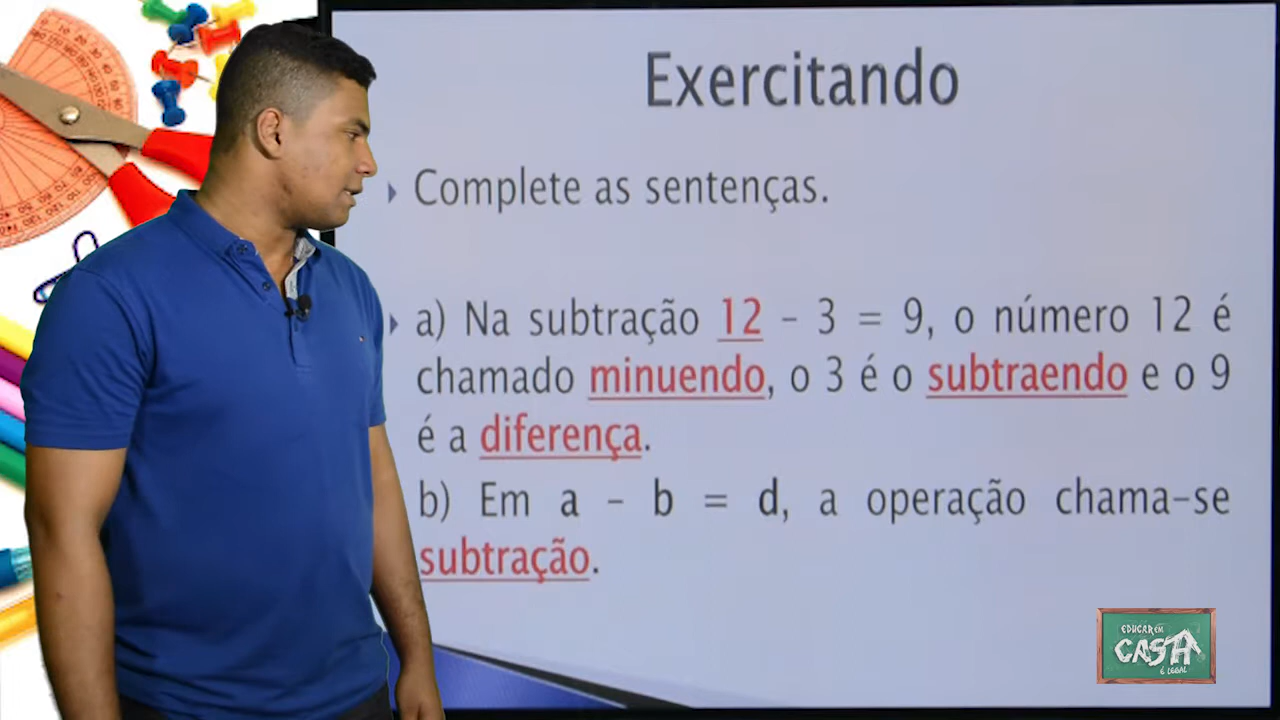 Exercitando
Complete as sentenças.
a) Na subtração 12 – 3 = 9, o número 12 é
chamado minuendo, o 3 é o subtraendo e o 9
é a diferença.
b) Em a – b = d, a operação chama-se
subtração.
EDUCAR EM
CASA
É LEGAL